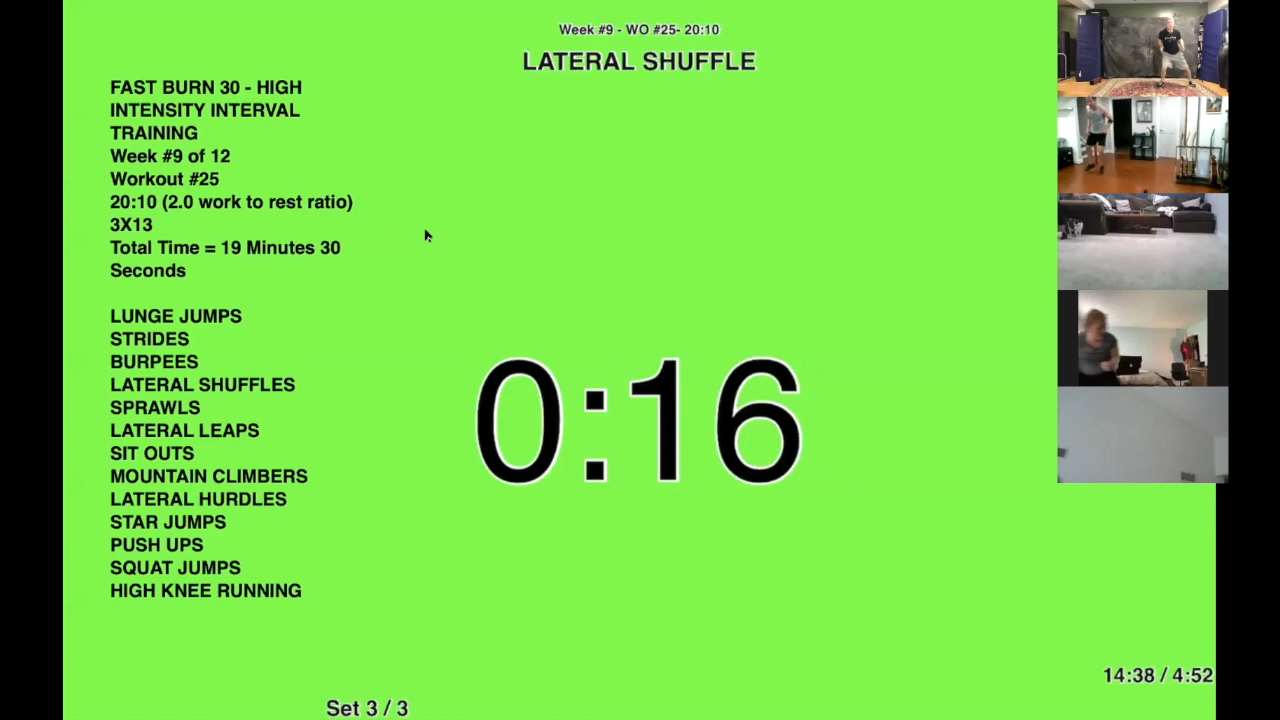 Week #9 - WO #25- 20:10
LATERAL SHUFFLE
FAST BURN 30 - HIGH
INTENSITY INTERVAL
TRAINING
Week #9 of 12
Workout #25
20:10 (2.0 work to rest ratio)
3X13
Total Time = 19 Minutes 30
Seconds
LUNGE JUMPS
STRIDES
BURPEES
LATERAL SHUFFLES
SPRAWLS
LATERAL LEAPS
SIT OUTS
MOUNTAIN CLIMBERS
LATERAL HURDLES
STAR JUMPS
PUSH UPS
SQUAT JUMPS
HIGH KNEE RUNNING
0:16
14:38 / 4:52
Set 3 / 3